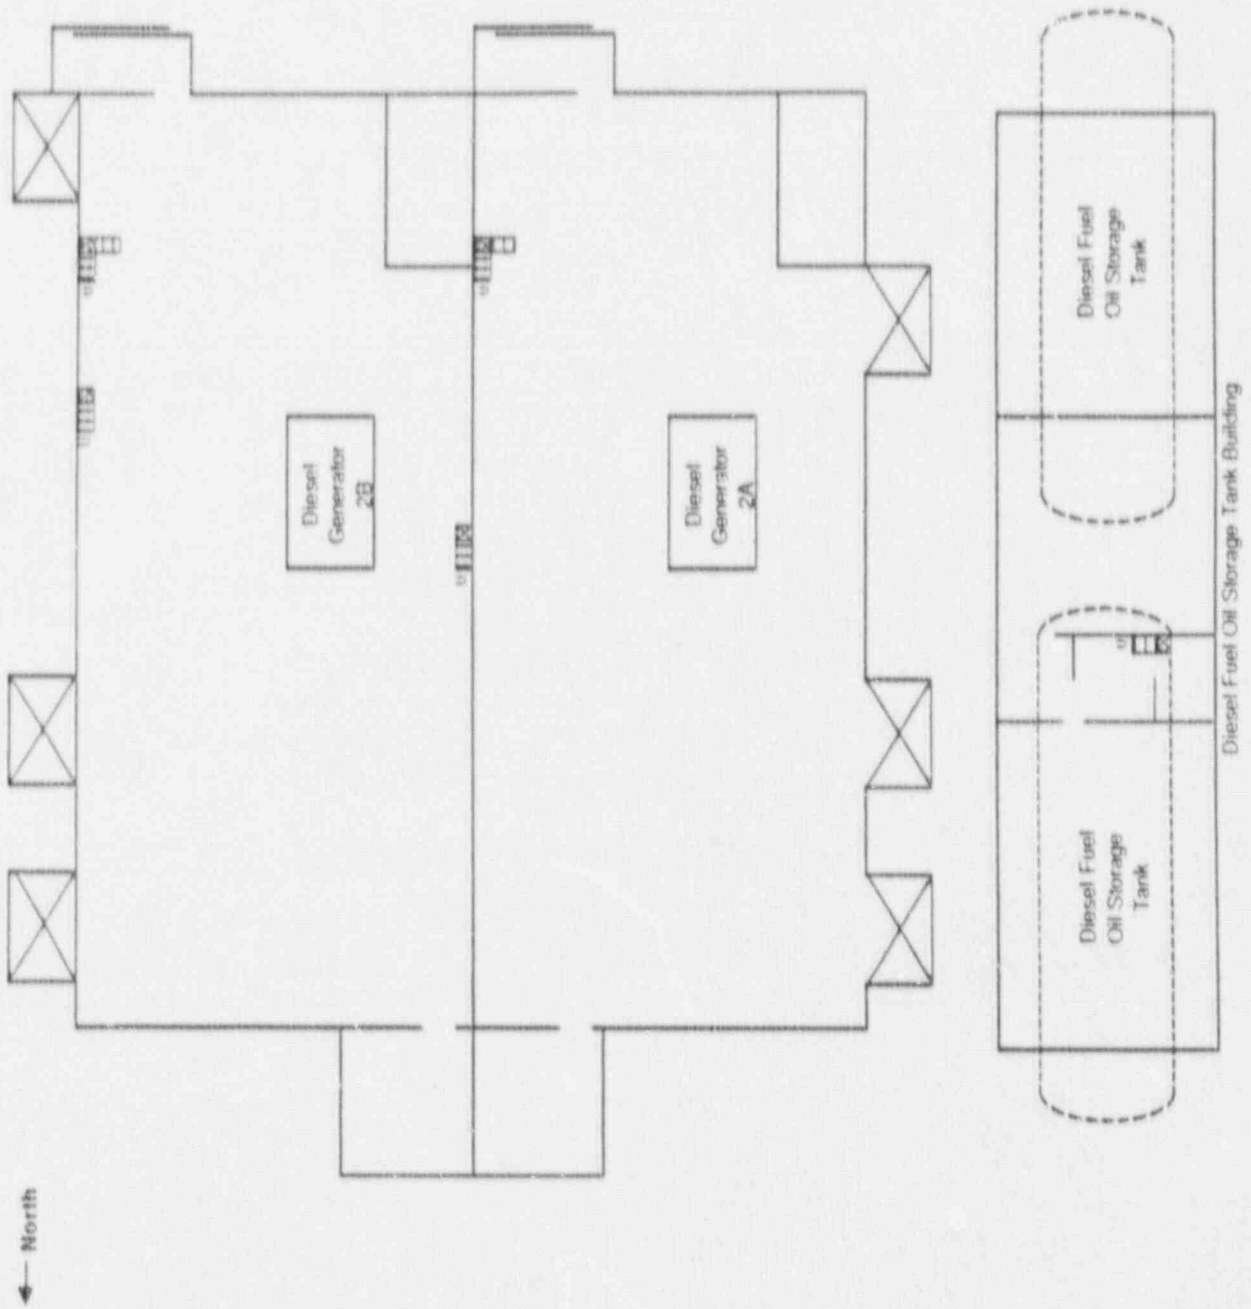 North
Diesel
Generator
2B
Diesel
Generator
2A
Diesel Fuel
Oil Storage
Tank
Diesel Fuel
Oil Storage
Tank
Diesel Fuel Oil Storage Tank Building